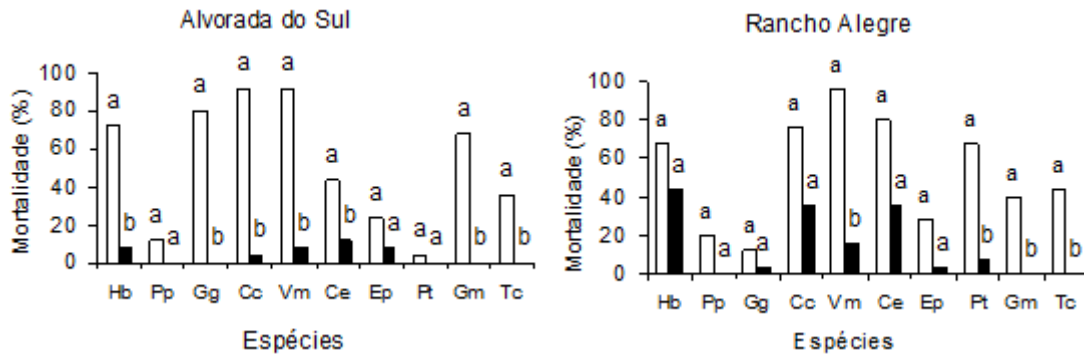 Alvorada do Sul
Mortalidade (%)
100
80
60
40
20
0
a b a a a b a b a b a b a a a a a b a b
Hb Pp Gg Cc Vm Ce Ep Pt Gm Tc
Espécies
Rancho Alegre
Mortalidade (%)
100
80
60
40
20
0
a a a a a a a a a b a a a a a b a b a b
Hb Pp Gg Cc Vm Ce Ep Pt Gm Tc
Espécies